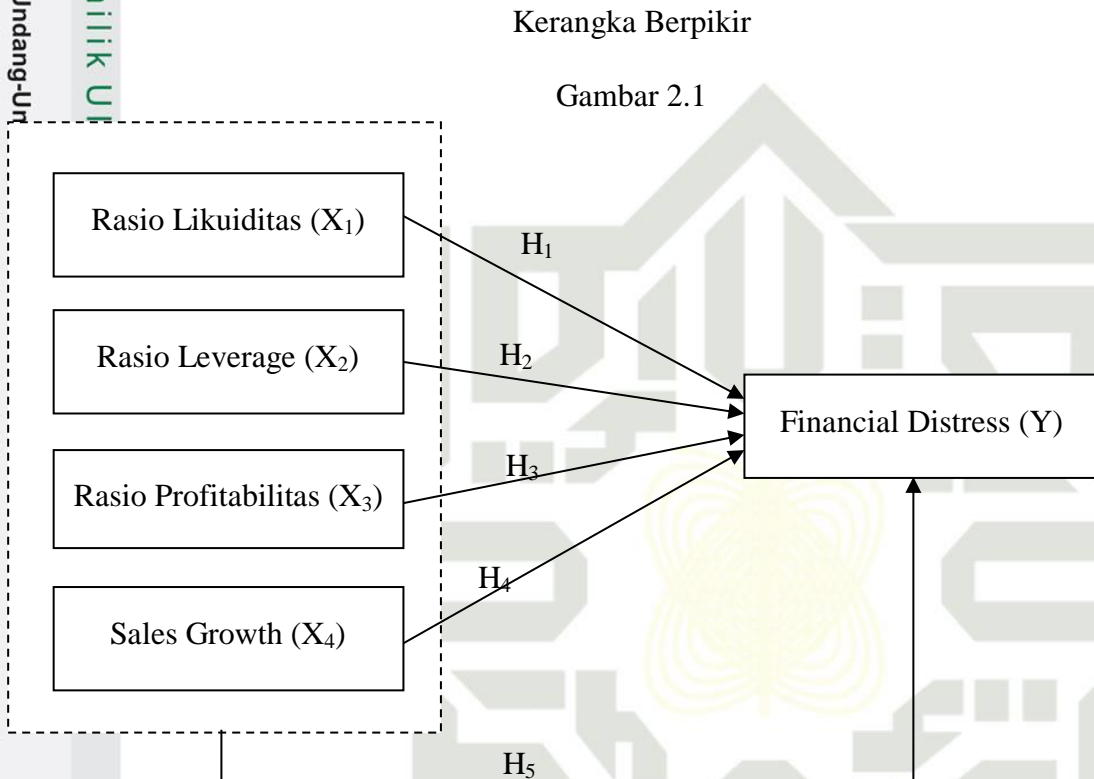 Kerangka Berpikir
Gambar 2.1
Undang-Un
milik U
Rasio Likuiditas (X₁)
H₁
Rasio Leverage (X₂)
H₂
Financial Distress (Y)
Rasio Profitabilitas (X₃)
H₃
Sales Growth (X₄)
H₄
H₅